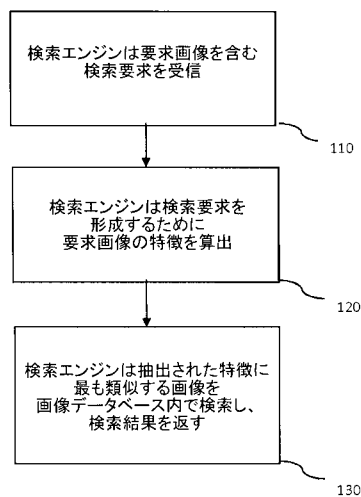 検索エンジンは要求画像を含む
検索要求を受信
110
検索エンジンは検索要求を
形成するために
要求画像の特徴を算出
120
検索エンジンは抽出された特徴に
最も類似する画像を
画像データベース内で検索し、
検索結果を返す
130